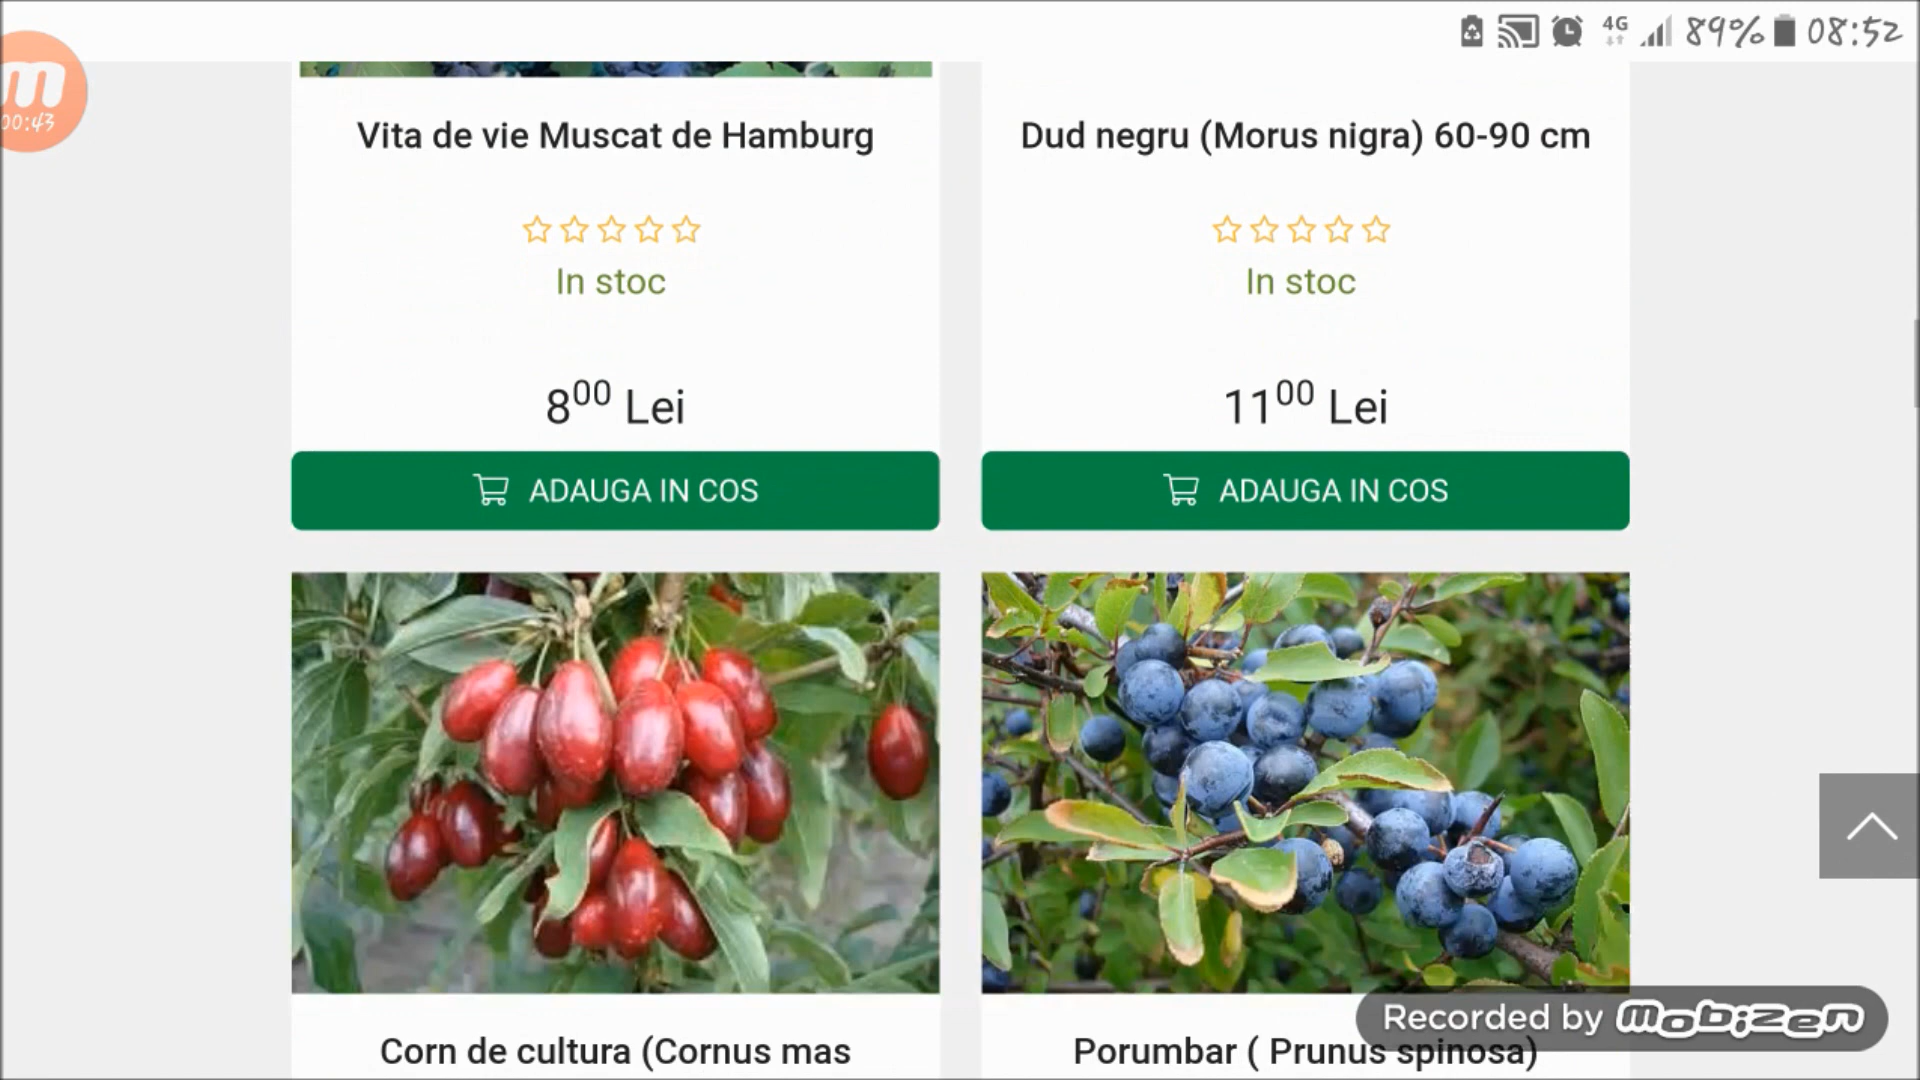 4G 89% 08:52
m
00:43
Vita de vie Muscat de Hamburg
Dud negru (Morus nigra) 60-90 cm
In stoc
In stoc
8⁰⁰ Lei
11⁰⁰ Lei
ADAUGA IN COS
ADAUGA IN COS
Corn de cultura (Cornus mas
Porumbar ( Prunus spinosa)
Recorded by mobizen